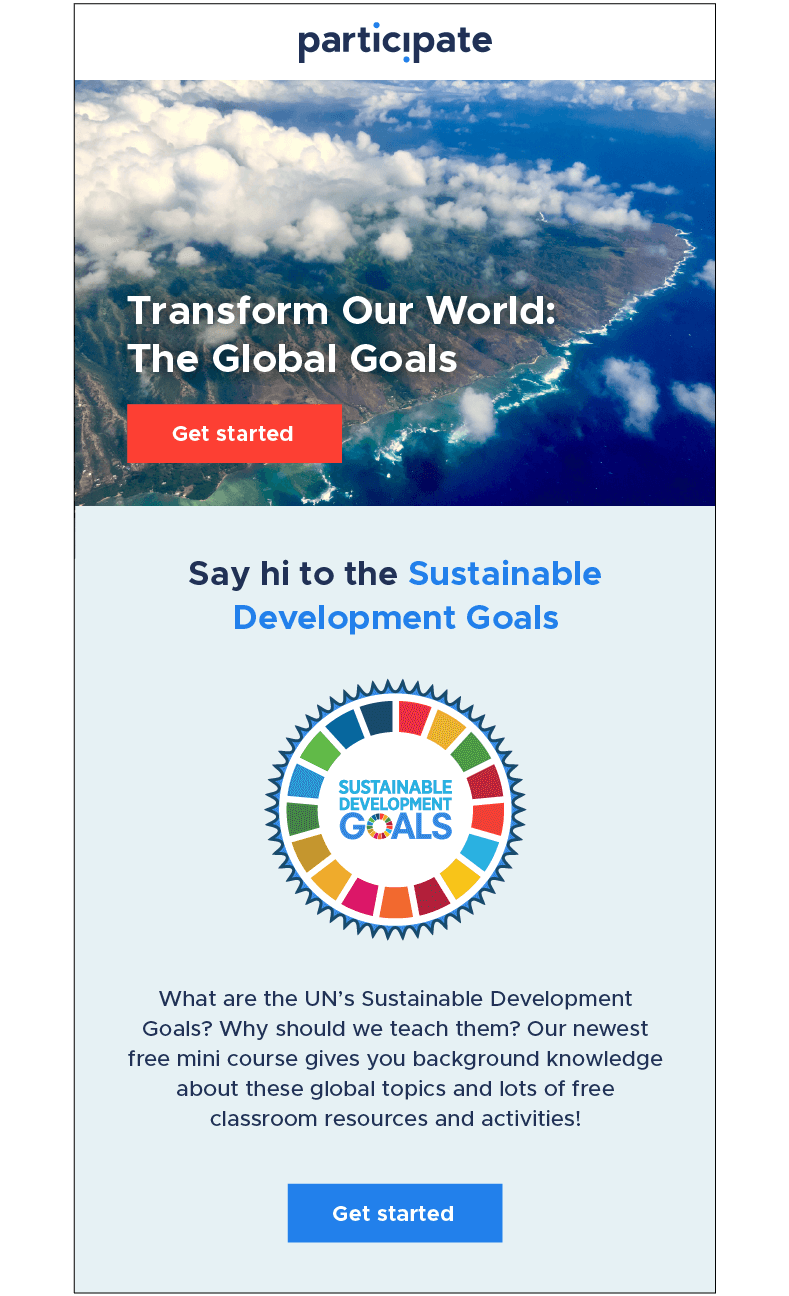 participate
Transform Our World:
The Global Goals
Get started
Say hi to the Sustainable
Development Goals
SUSTAINABLE
DEVELOPMENT
GOALS
What are the UN’s Sustainable Development
Goals? Why should we teach them? Our newest
free mini course gives you background knowledge
about these global topics and lots of free
classroom resources and activities!
Get started